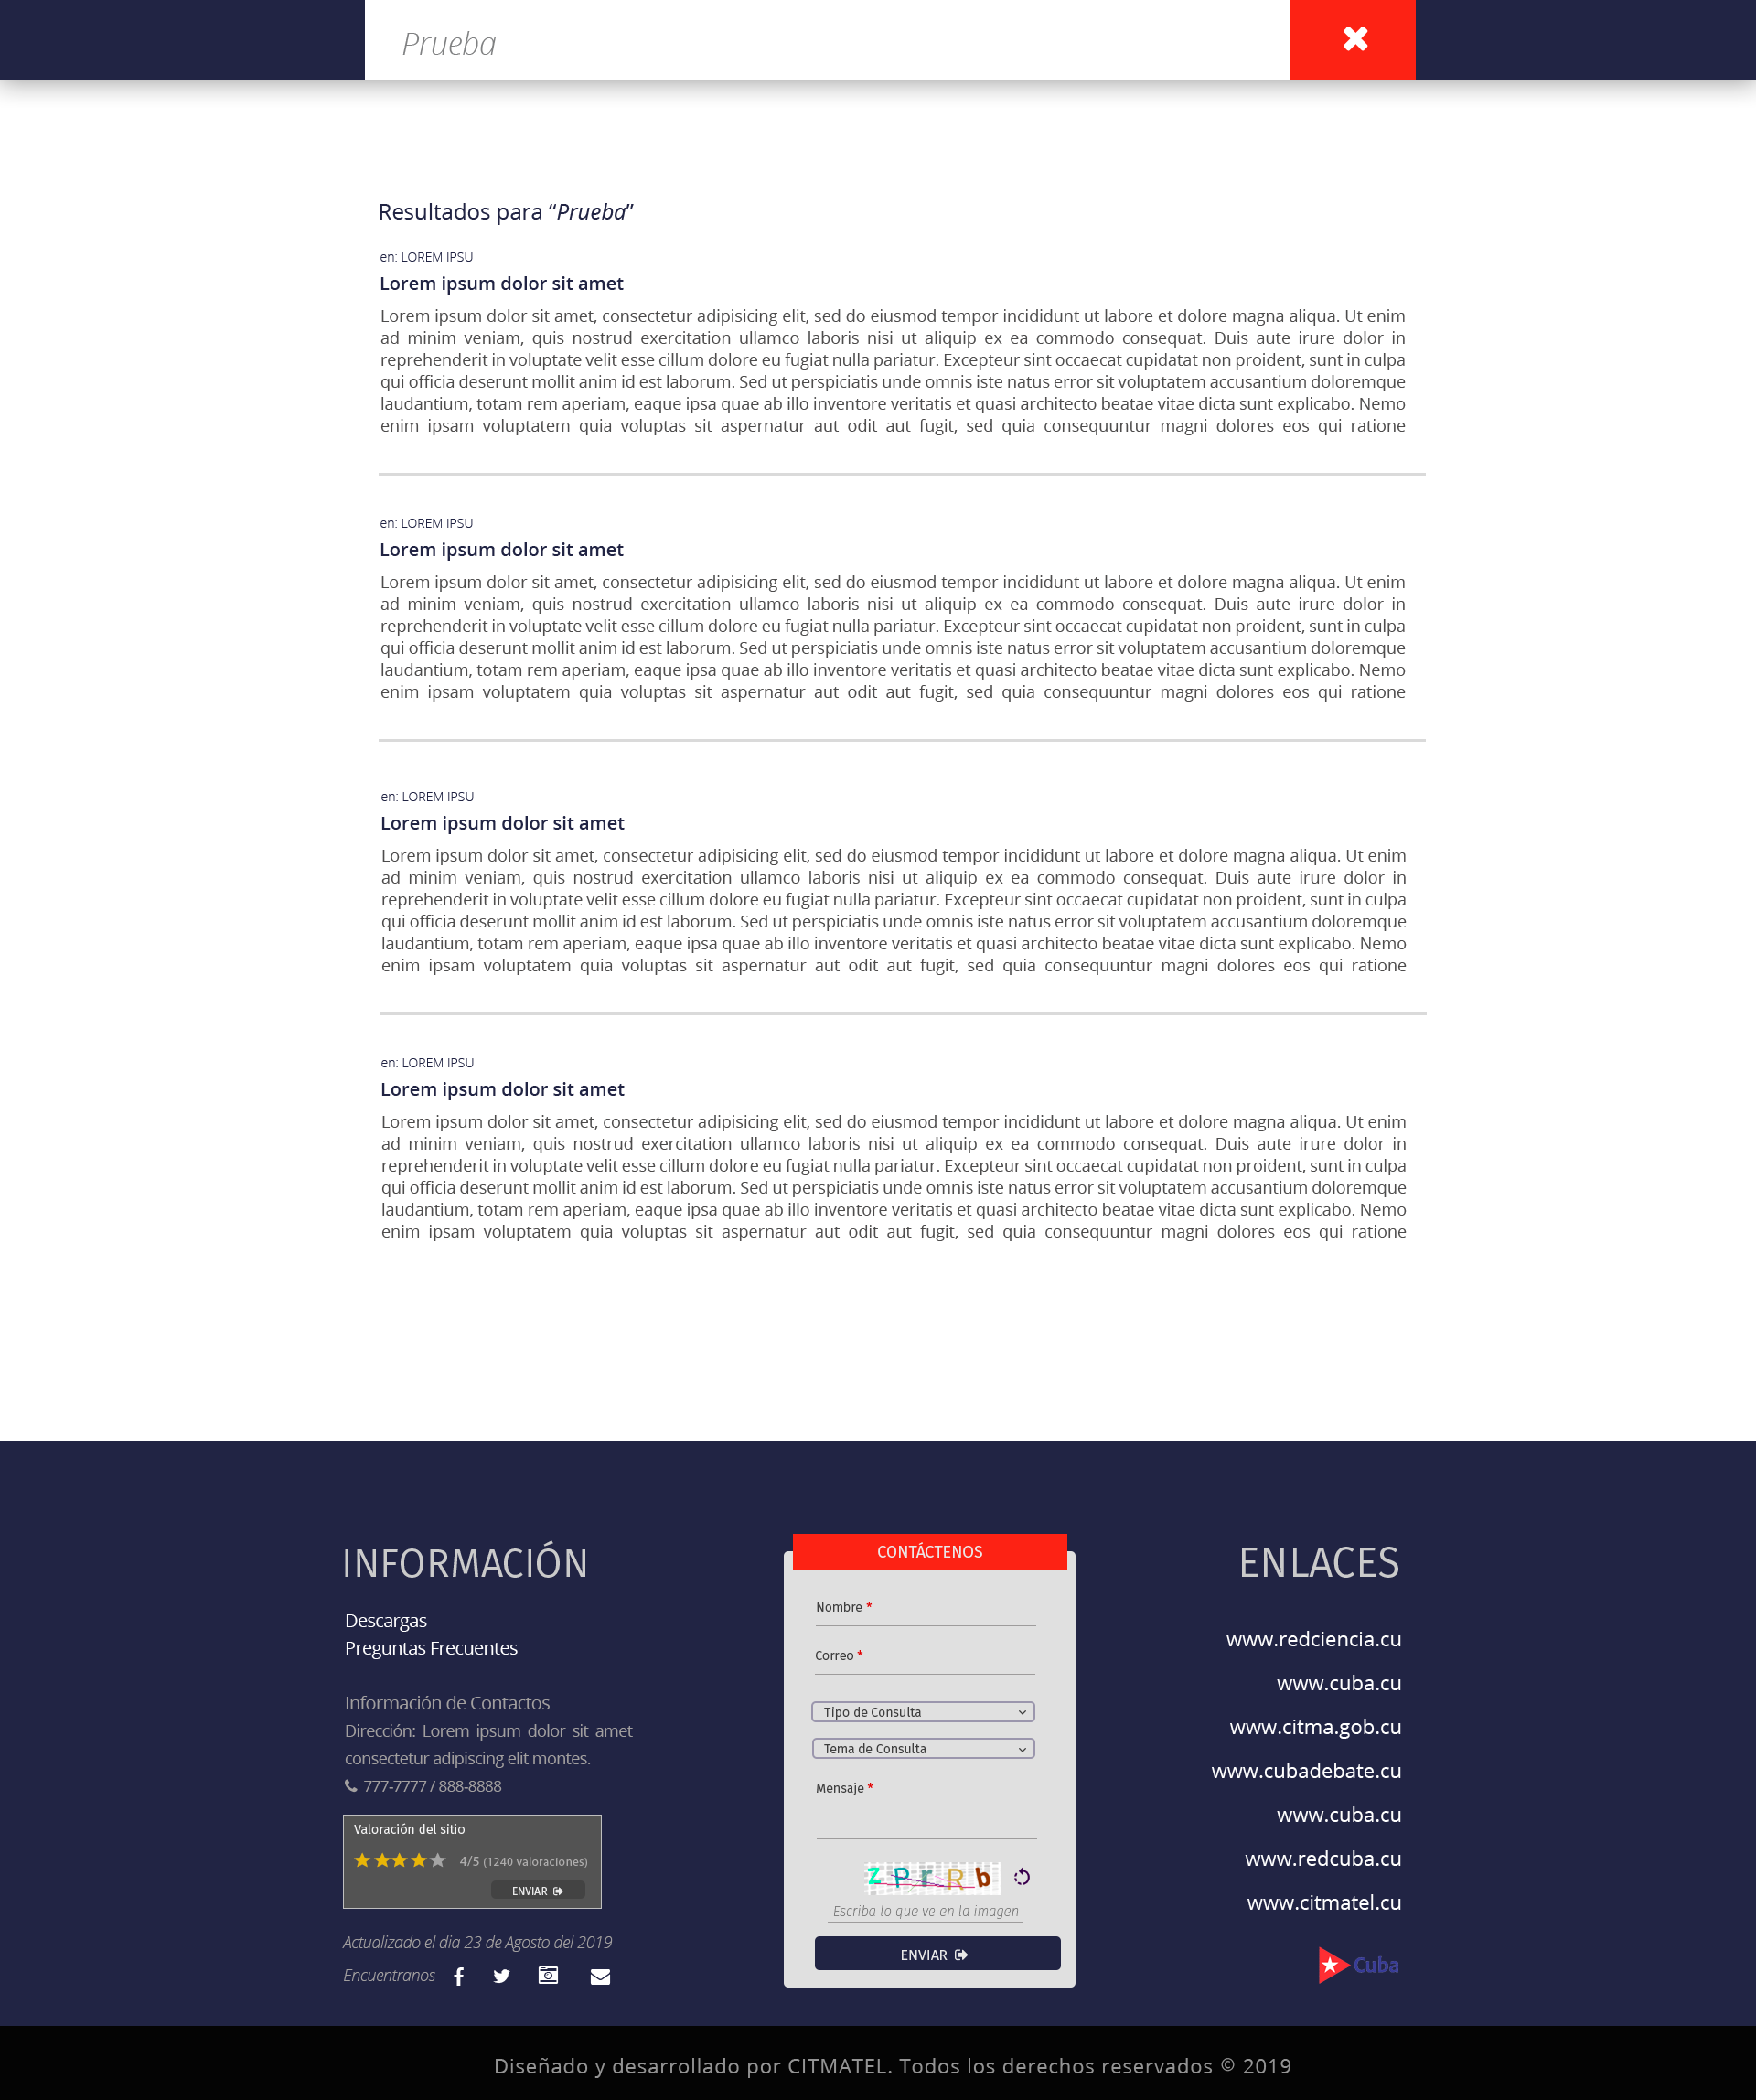 Prueba
Resultados para “Prueba”
en: LOREM IPSU
Lorem ipsum dolor sit amet
Lorem ipsum dolor sit amet, consectetur adipisicing elit, sed do eiusmod tempor incididunt ut labore et dolore magna aliqua. Ut enim
ad minim veniam, quis nostrud exercitation ullamco laboris nisi ut aliquip ex ea commodo consequat. Duis aute irure dolor in
reprehenderit in voluptate velit esse cillum dolore eu fugiat nulla pariatur. Excepteur sint occaecat cupidatat non proident, sunt in culpa
qui officia deserunt mollit anim id est laborum. Sed ut perspiciatis unde omnis iste natus error sit voluptatem accusantium doloremque
laudantium, totam rem aperiam, eaque ipsa quae ab illo inventore veritatis et quasi architecto beatae vitae dicta sunt explicabo. Nemo
enim ipsam voluptatem quia voluptas sit aspernatur aut odit aut fugit, sed quia consequuntur magni dolores eos qui ratione
en: LOREM IPSU
Lorem ipsum dolor sit amet
Lorem ipsum dolor sit amet, consectetur adipisicing elit, sed do eiusmod tempor incididunt ut labore et dolore magna aliqua. Ut enim
ad minim veniam, quis nostrud exercitation ullamco laboris nisi ut aliquip ex ea commodo consequat. Duis aute irure dolor in
reprehenderit in voluptate velit esse cillum dolore eu fugiat nulla pariatur. Excepteur sint occaecat cupidatat non proident, sunt in culpa
qui officia deserunt mollit anim id est laborum. Sed ut perspiciatis unde omnis iste natus error sit voluptatem accusantium doloremque
laudantium, totam rem aperiam, eaque ipsa quae ab illo inventore veritatis et quasi architecto beatae vitae dicta sunt explicabo. Nemo
enim ipsam voluptatem quia voluptas sit aspernatur aut odit aut fugit, sed quia consequuntur magni dolores eos qui ratione
en: LOREM IPSU
Lorem ipsum dolor sit amet
Lorem ipsum dolor sit amet, consectetur adipisicing elit, sed do eiusmod tempor incididunt ut labore et dolore magna aliqua. Ut enim
ad minim veniam, quis nostrud exercitation ullamco laboris nisi ut aliquip ex ea commodo consequat. Duis aute irure dolor in
reprehenderit in voluptate velit esse cillum dolore eu fugiat nulla pariatur. Excepteur sint occaecat cupidatat non proident, sunt in culpa
qui officia deserunt mollit anim id est laborum. Sed ut perspiciatis unde omnis iste natus error sit voluptatem accusantium doloremque
laudantium, totam rem aperiam, eaque ipsa quae ab illo inventore veritatis et quasi architecto beatae vitae dicta sunt explicabo. Nemo
enim ipsam voluptatem quia voluptas sit aspernatur aut odit aut fugit, sed quia consequuntur magni dolores eos qui ratione
en: LOREM IPSU
Lorem ipsum dolor sit amet
Lorem ipsum dolor sit amet, consectetur adipisicing elit, sed do eiusmod tempor incididunt ut labore et dolore magna aliqua. Ut enim
ad minim veniam, quis nostrud exercitation ullamco laboris nisi ut aliquip ex ea commodo consequat. Duis aute irure dolor in
reprehenderit in voluptate velit esse cillum dolore eu fugiat nulla pariatur. Excepteur sint occaecat cupidatat non proident, sunt in culpa
qui officia deserunt mollit anim id est laborum. Sed ut perspiciatis unde omnis iste natus error sit voluptatem accusantium doloremque
laudantium, totam rem aperiam, eaque ipsa quae ab illo inventore veritatis et quasi architecto beatae vitae dicta sunt explicabo. Nemo
enim ipsam voluptatem quia voluptas sit aspernatur aut odit aut fugit, sed quia consequuntur magni dolores eos qui ratione
INFORMACIÓN
Descargas
Preguntas Frecuentes
Información de Contactos
Dirección: Lorem ipsum dolor sit amet
consectetur adipiscing elit montes.
777-7777 / 888-8888
Valoración del sitio
4/5 (1240 valoraciones)
ENVIAR
Actualizado el dia 23 de Agosto del 2019
Encuentranos
CONTÁCTENOS
Nombre *
Correo *
Tipo de Consulta
Tema de Consulta
Mensaje *
ZPrRb
Escriba lo que ve en la imagen
ENVIAR
ENLACES
www.redciencia.cu
www.cuba.cu
www.citma.gob.cu
www.cubadebate.cu
www.cuba.cu
www.redcuba.cu
www.citmatel.cu
Cuba
Diseñado y desarrollado por CITMATEL. Todos los derechos reservados © 2019